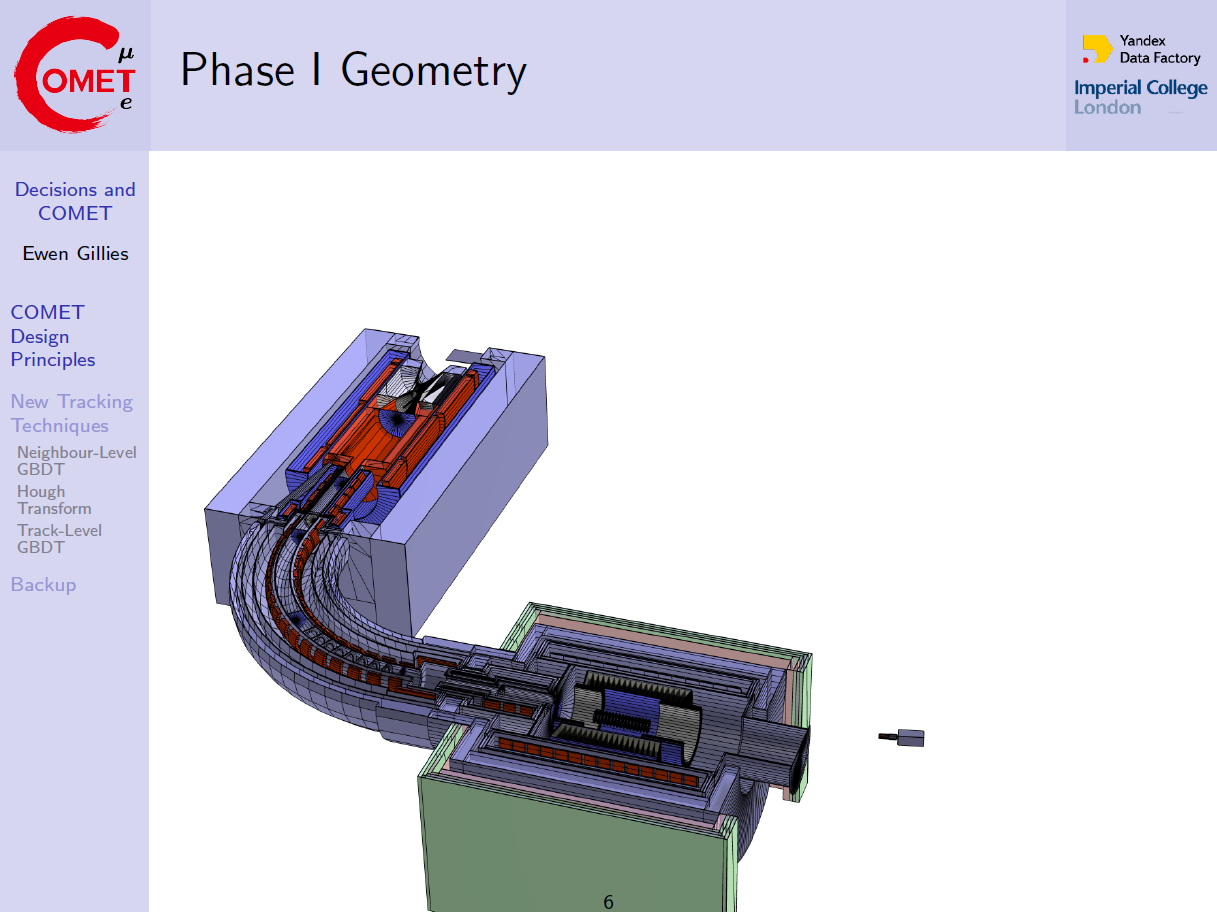 μ
COMET
e
Phase I Geometry
Yandex
Data Factory
Imperial College
London
Decisions and
COMET
Ewen Gillies
COMET
Design
Principles
New Tracking
Techniques
Neighbour-Level
GBDT
Hough
Transform
Track-Level
GBDT
Backup
6